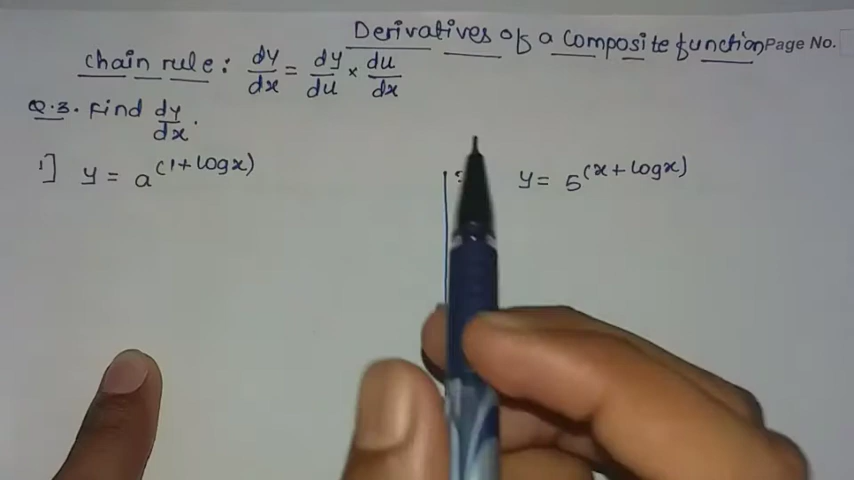 Derivatives of a composite function Page No.
chain rule: dy/dx = dy/du × du/dx
Q.3. Find dy/dx.
1] y = a^(1+logx)
y = 5^(x+logx)